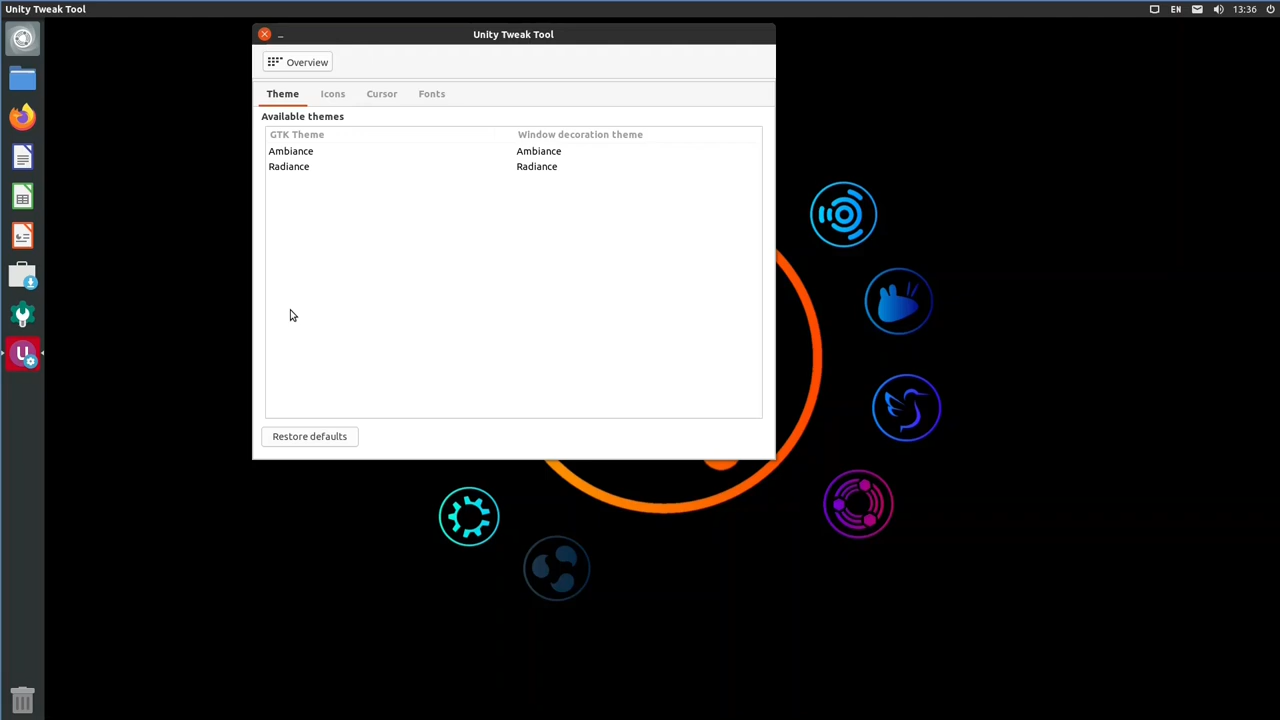 Unity Tweak Tool
EN
13:36
Unity Tweak Tool
Overview
Theme Icons Cursor Fonts
Available themes
GTK Theme Window decoration theme
Ambiance Ambiance
Radiance Radiance
Restore defaults
U